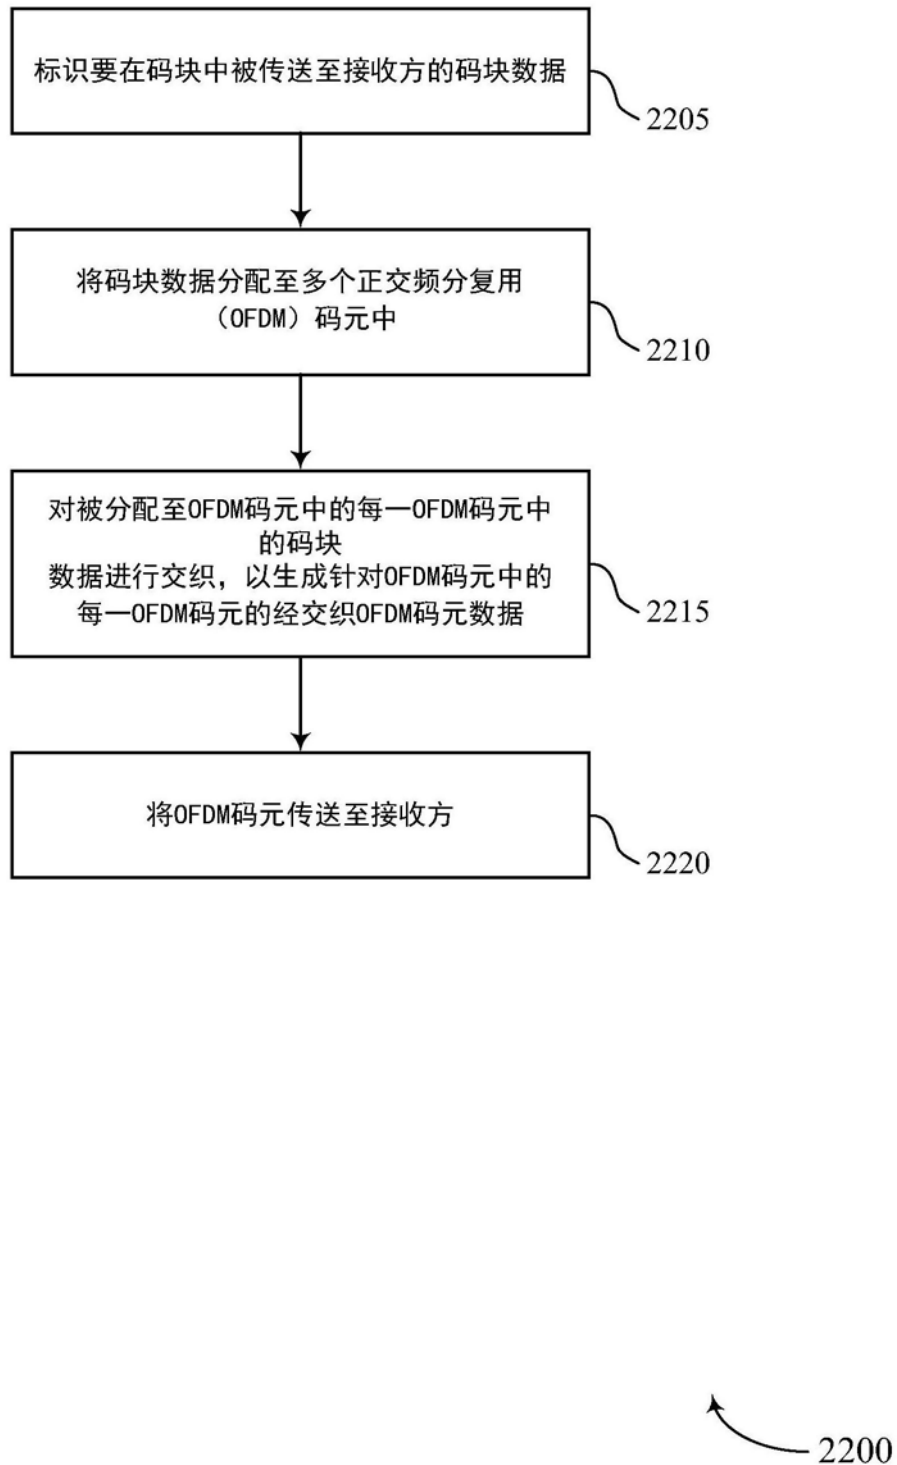 标识要在码块中被传送至接收方的码块数据
2205
将码块数据分配至多个正交频分复用
（OFDM）码元中
2210
对被分配至OFDM码元中的每一OFDM码元中
的码块
数据进行交织，以生成针对OFDM码元中的
每一OFDM码元的经交织OFDM码元数据
2215
将OFDM码元传送至接收方
2220
2200